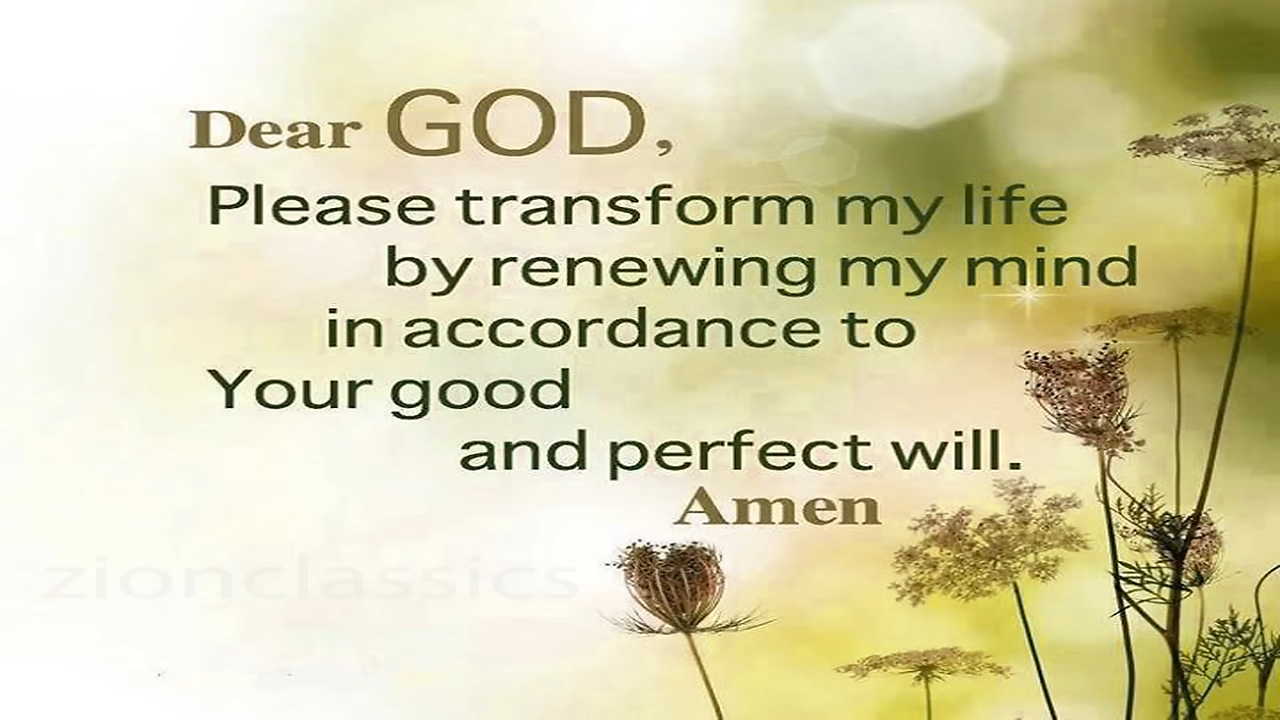 Dear GOD,
Please transform my life
by renewing my mind
in accordance to
Your good
and perfect will.
Amen
zionclassics